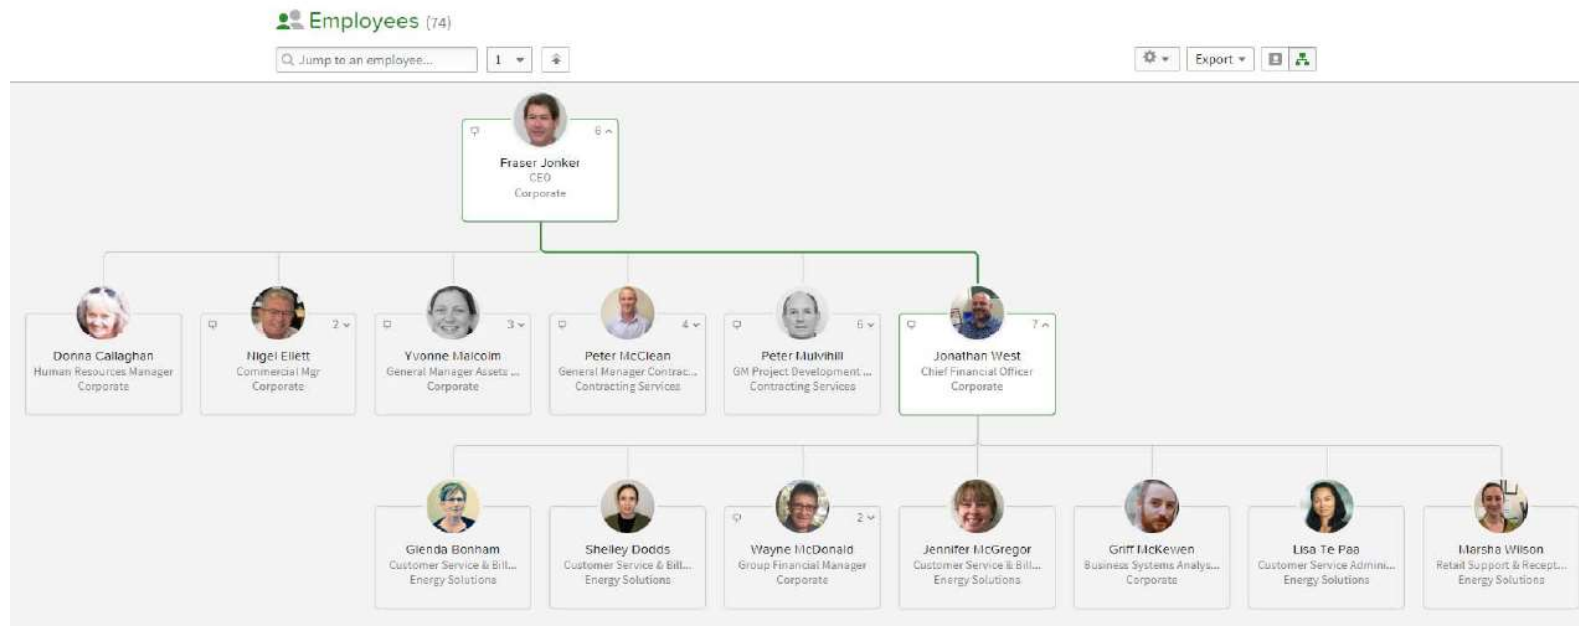 Employees (74)
Jump to an employee...
1
Export
6
Fraser Jonker
CEO
Corporate
Donna Callaghan
Human Resources Manager
Corporate
2
Nigel Ellett
Commercial Mgr
Corporate
3
Yvonne Malcolm
General Manager Assets ...
Corporate
4
Peter McClean
General Manager Contrac...
Contracting Services
6
Peter Mulvihill
GM Project Development ...
Contracting Services
7
Jonathan West
Chief Financial Officer
Corporate
Glenda Bonham
Customer Service & Bill...
Energy Solutions
Shelley Dodds
Customer Service & Bill...
Energy Solutions
2
Wayne McDonald
Group Financial Manager
Corporate
Jennifer McGregor
Customer Service & Bill...
Energy Solutions
Griff McKewen
Business Systems Analys...
Corporate
Lisa Te Paa
Customer Service Admini...
Energy Solutions
Marsha Wilson
Retail Support & Recept...
Energy Solutions